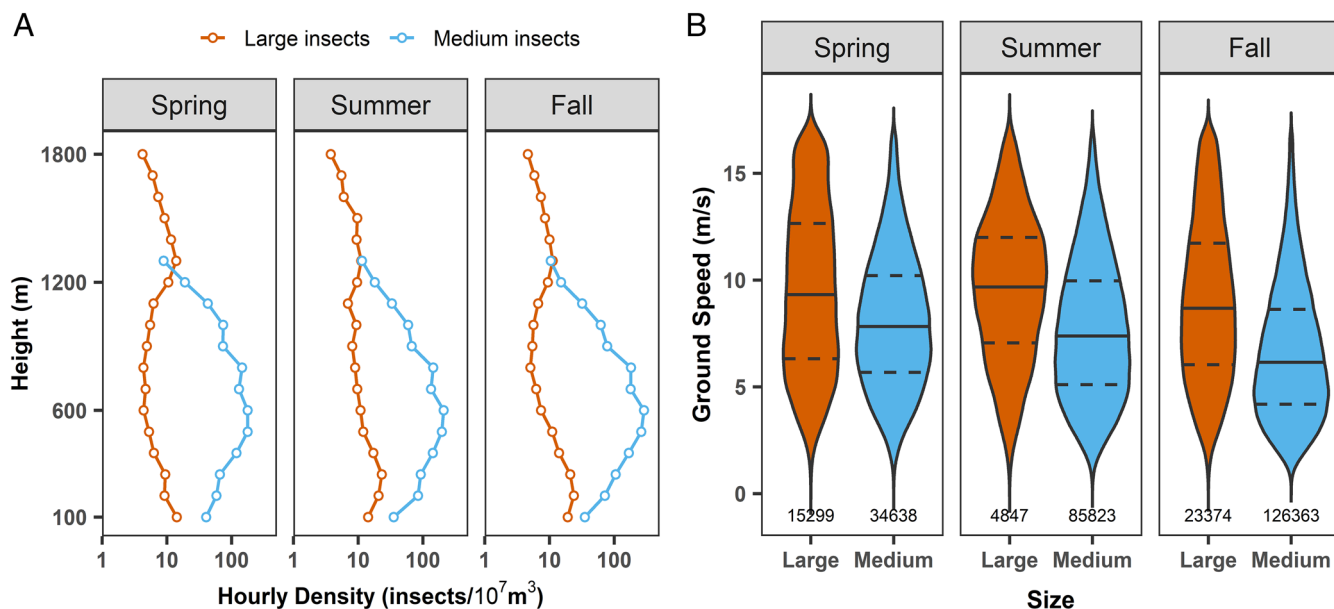 A
Large insects Medium insects
Spring Summer Fall
1800
1200
600
100
Height (m)
1 10 100 1 10 100 1 10 100
Hourly Density (insects/10⁷m³)
B
Spring Summer Fall
15
10
5
0
Ground Speed (m/s)
15299 34638 4847 85823 23374 126363
Large Medium Large Medium Large Medium
Size